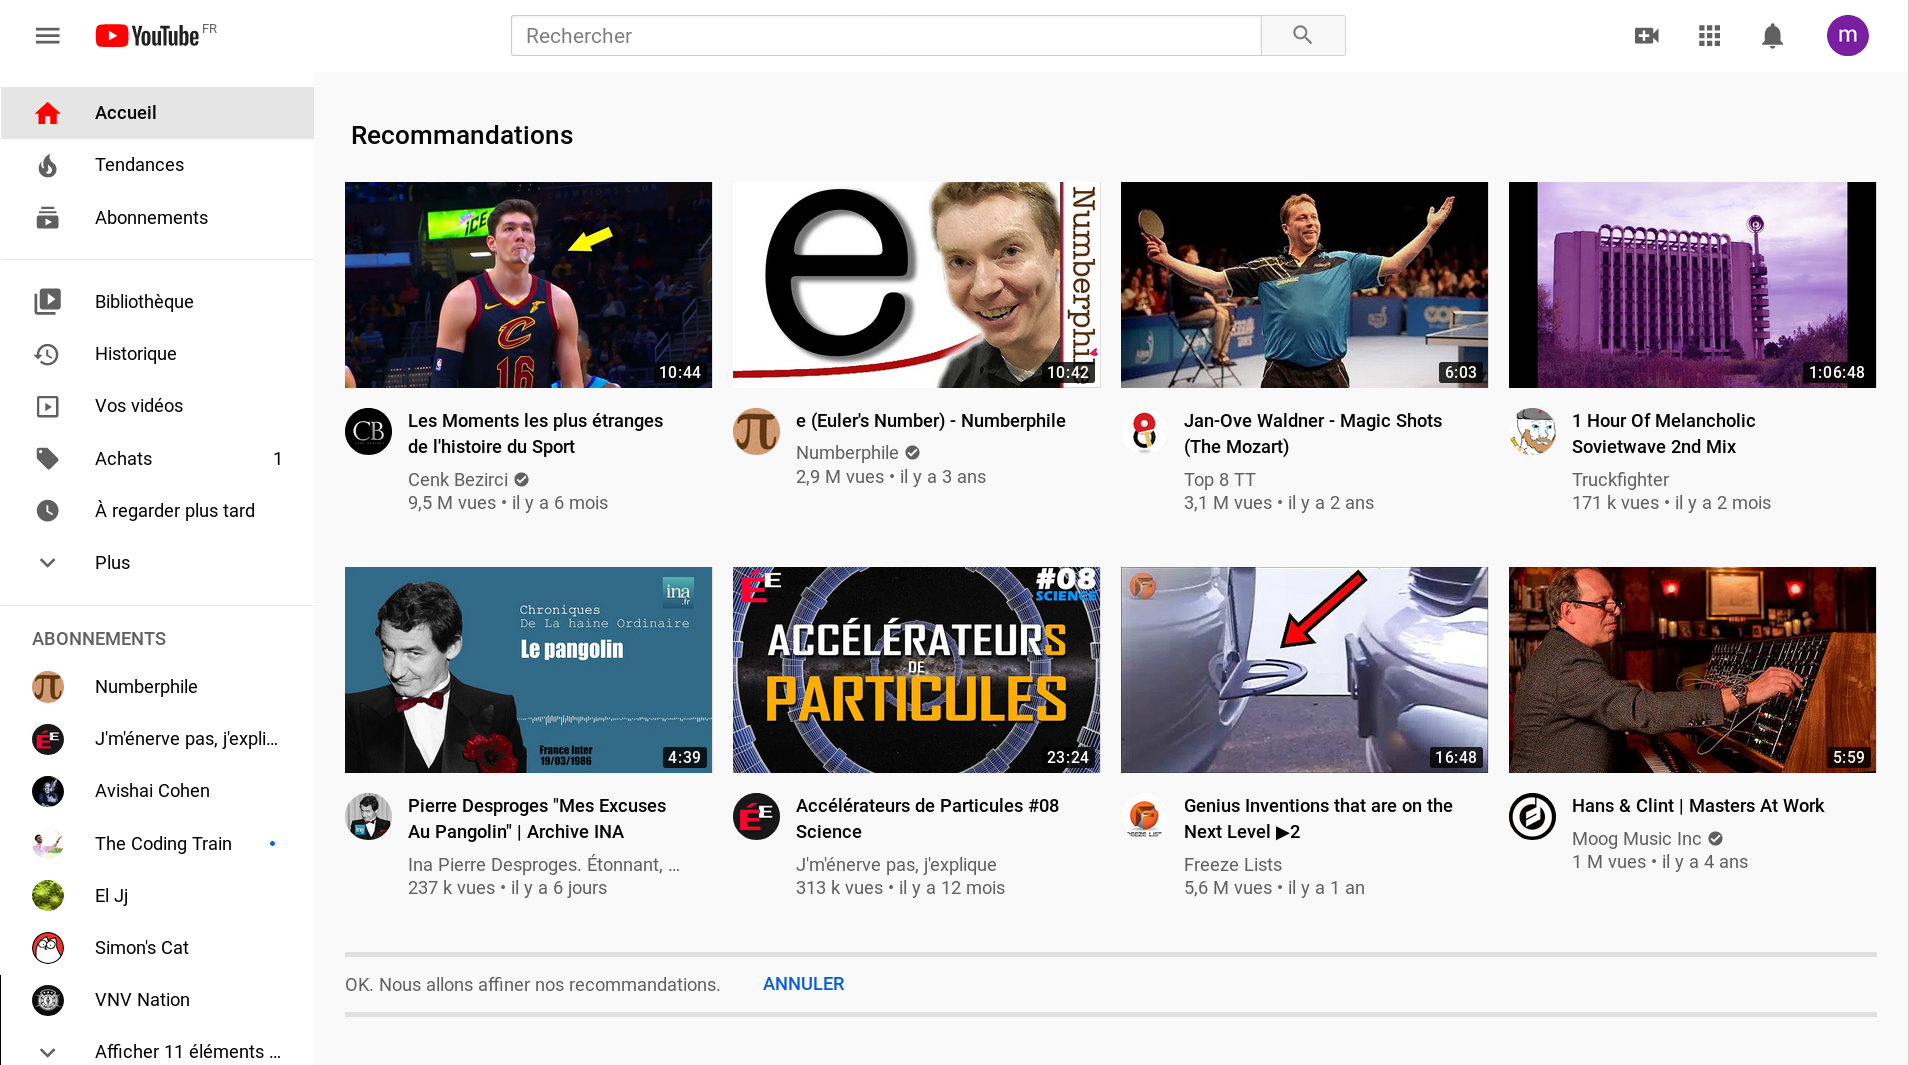 YouTube FR
Rechercher
m
Accueil
Tendances
Abonnements
Bibliothèque
Historique
Vos vidéos
Achats 1
À regarder plus tard
Plus
ABONNEMENTS
Numberphile
J'm'énerve pas, j'expli...
Avishai Cohen
The Coding Train
El Jj
Simon's Cat
VNV Nation
Afficher 11 éléments ...
Recommandations
ICE
C
16
10:44
CB
Les Moments les plus étranges
de l'histoire du Sport
Cenk Bezirci
9,5 M vues • il y a 6 mois
e
Numberphile
10:42
π
e (Euler's Number) - Numberphile
Numberphile
2,9 M vues • il y a 3 ans
DONIC
6:03
Jan-Ove Waldner - Magic Shots
(The Mozart)
Top 8 TT
3,1 M vues • il y a 2 ans
1:06:48
1 Hour Of Melancholic
Sovietwave 2nd Mix
Truckfighter
171 k vues • il y a 2 mois
ina
.fr
Chroniques
De La haine Ordinaire
Le pangolin
France Inter
19/03/1986
4:39
Pierre Desproges "Mes Excuses
Au Pangolin" | Archive INA
Ina Pierre Desproges. Étonnant, ...
237 k vues • il y a 6 jours
ÉE
#08
SCIENCE
ACCÉLÉRATEURS
DE
PARTICULES
23:24
ÉE
Accélérateurs de Particules #08
Science
J'm'énerve pas, j'explique
313 k vues • il y a 12 mois
16:48
FREEZE LIST
Genius Inventions that are on the
Next Level ▶2
Freeze Lists
5,6 M vues • il y a 1 an
5:59
Hans & Clint | Masters At Work
Moog Music Inc
1 M vues • il y a 4 ans
OK. Nous allons affiner nos recommandations. ANNULER